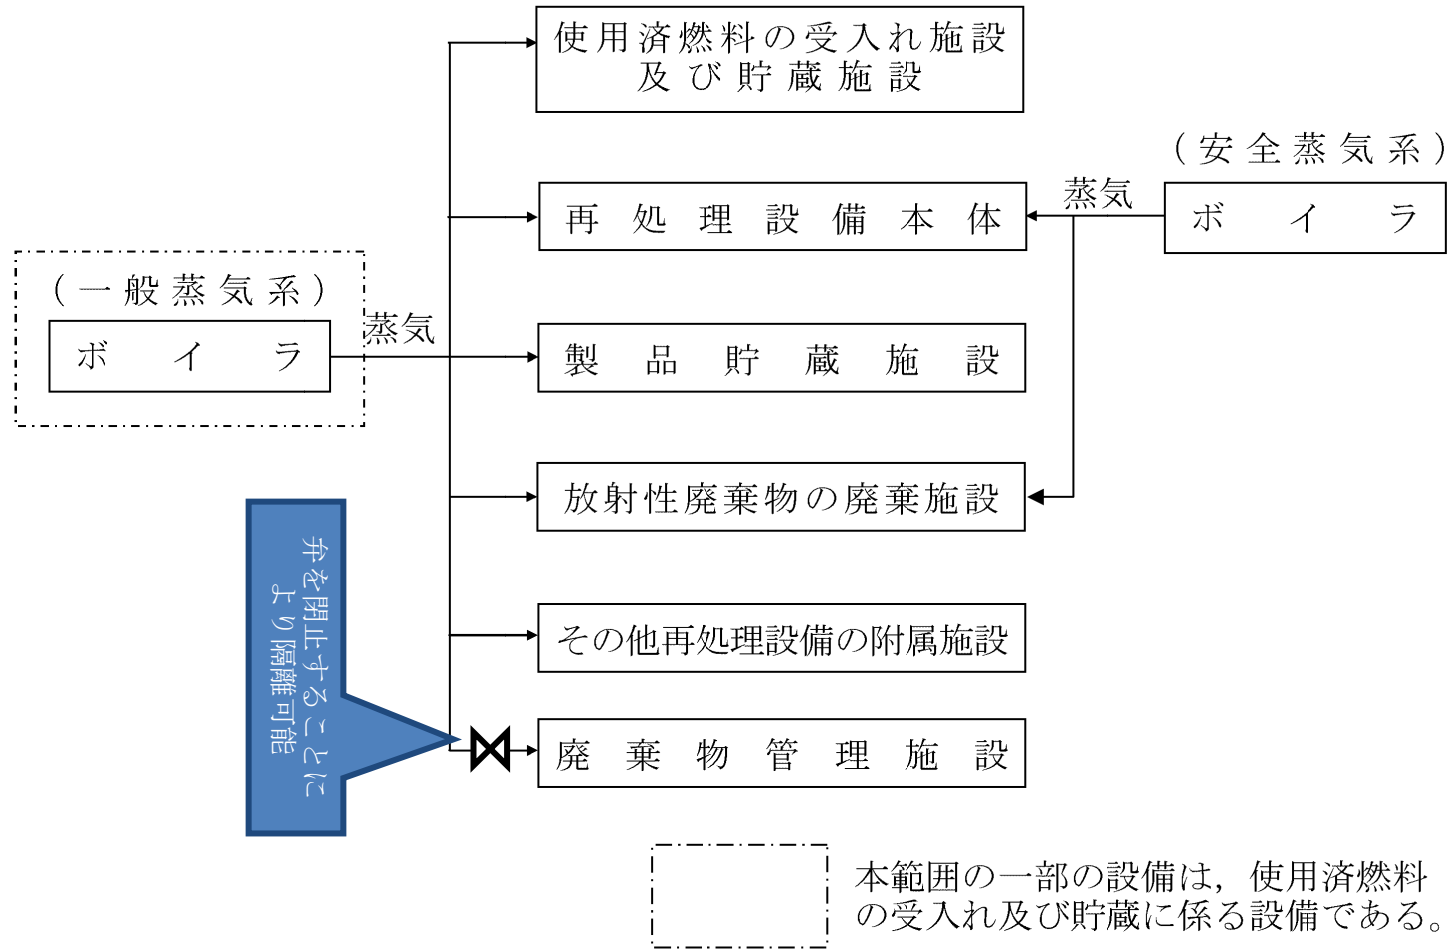 使用済燃料の受入れ施設
及び貯蔵施設
(安全蒸気系)
蒸気
ボイラ
再処理設備本体
(一般蒸気系)
蒸気
ボイラ
製品貯蔵施設
放射性廃棄物の廃棄施設
弁を閉止することに
より隔離可能
その他再処理設備の附属施設
廃棄物管理施設
本範囲の一部の設備は，使用済燃料
の受入れ及び貯蔵に係る設備である。